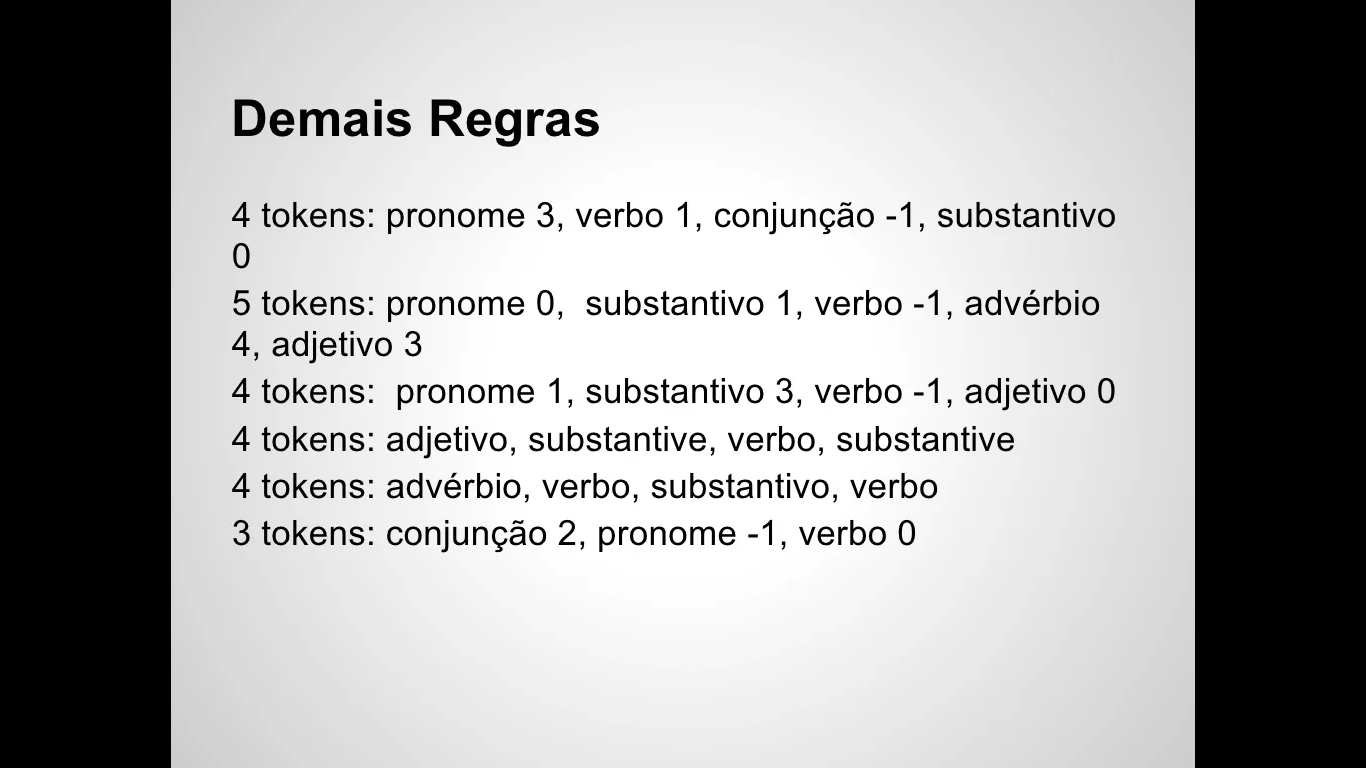 Demais Regras
4 tokens: pronome 3, verbo 1, conjunção -1, substantivo
0
5 tokens: pronome 0,  substantivo 1, verbo -1, advérbio
4, adjetivo 3
4 tokens:  pronome 1, substantivo 3, verbo -1, adjetivo 0
4 tokens: adjetivo, substantive, verbo, substantive
4 tokens: advérbio, verbo, substantivo, verbo
3 tokens: conjunção 2, pronome -1, verbo 0